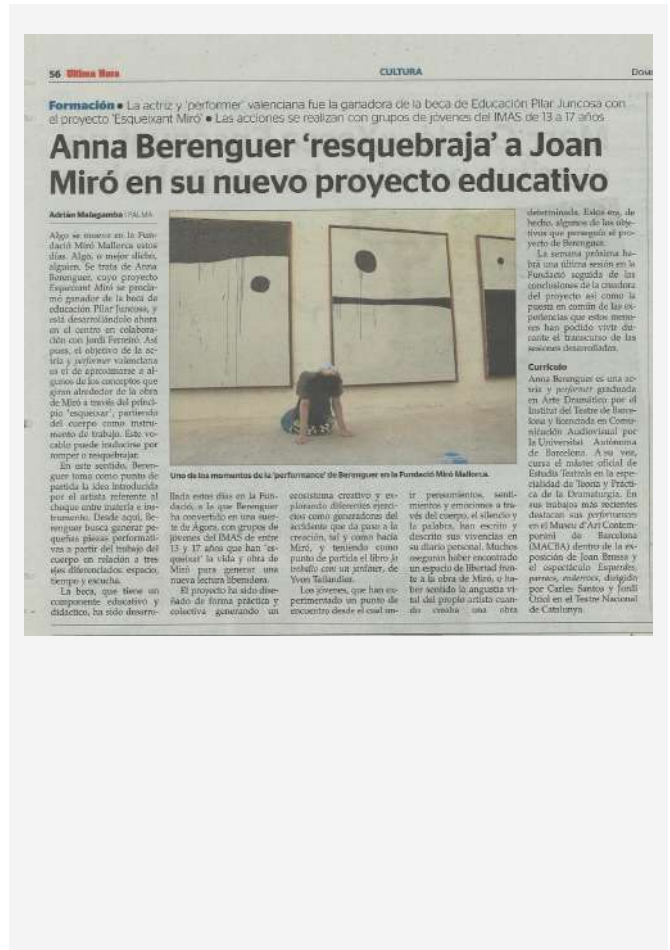 56 Ultima Hora
CULTURA
Domi
Formación ● La actriz y 'performer' valenciana fue la ganadora de la beca de Educación Pilar Juncosa con
el proyecto 'Esqueixant Miró' ● Las acciones se realizan con grupos de jóvenes del IMAS de 13 a 17 años
Anna Berenguer 'resquebraja' a Joan
Miró en su nuevo proyecto educativo
Adrián Malagamba | PALMA
Algo se mueve en la Fun-
dació Miró Mallorca estos
días. Algo, o mejor dicho,
alguien. Se trata de Anna
Berenguer, cuyo proyecto
Esqueixant Miró se procla-
mó ganador de la beca de
educación Pilar Juncosa, y
está desarrollándolo ahora
en el centro en colabora-
ción con Jordi Ferreiro. Así
pues, el objetivo de la ac-
triz y performer valenciana
es el de aproximarse a al-
gunos de los conceptos que
giran alrededor de la obra
de Miró a través del princi-
pio 'esqueixar', partiendo
del cuerpo como instru-
mento de trabajo. Este vo-
cablo puede traducirse por
romper o resquebrajar.
En este sentido, Beren-
guer toma como punto de
partida la idea introducida
por el artista referente al
choque entre materia e ins-
trumento. Desde aquí, Be-
renguer busca generar pe-
queñas piezas performati-
vas a partir del trabajo del
cuerpo en relación a tres
ejes diferenciados: espacio,
tiempo y escucha.
La beca, que tiene un
componente educativo y
didáctico, ha sido desarro-
Uno de los momentos de la 'performance' de Berenguer en la Fundació Miró Mallorca.
llada estos días en la Fun-
dació, a la que Berenguer
ha convertido en una suer-
te de Ágora, con grupos de
jóvenes del IMAS de entre
13 y 17 años que han 'es-
queixat' la vida y obra de
Miró para generar una
nueva lectura liberadora.
El proyecto ha sido dise-
ñado de forma práctica y
colectiva generando un
ecosistema creativo y ex-
plorando diferentes ejerci-
cios como generadores del
accidente que da paso a la
creación, tal y como hacía
Miró, y teniendo como
punto de partida el libro Je
travaille comme un jardinier, de
Yves Taillandier.
Los jóvenes, que han ex-
perimentado un punto de
encuentro desde el cual un-
ir pensamientos, senti-
mientos y emociones a tra-
vés del cuerpo, el silencio y
la palabra, han escrito y
descrito sus vivencias en
su diario personal. Muchos
aseguran haber encontrado
un espacio de libertad fren-
te a la obra de Miró, o ha-
ber sentido la angustia vi-
tal del propio artista cuan-
do creaba una obra
determinada. Estos era, de
hecho, algunos de los obje-
tivos que perseguía el pro-
yecto de Berenguer.
La semana próxima ha-
brá una última sesión en la
Fundació seguida de las
conclusiones de la creadora
del proyecto así como la
puesta en común de las ex-
periencias que estos meno-
res han podido vivir du-
rante el transcurso de las
sesiones desarrolladas.
Currículo
Anna Berenguer es una ac-
triz y performer graduada
en Arte Dramático por el
Institut del Teatre de Barce-
lona y licenciada en Comu-
nicación Audiovisual por
la Universitat Autònoma
de Barcelona. A su vez,
cursa el máster oficial de
Estudis Teatrals en la espe-
cialidad de Teoría y Prácti-
ca de la Dramaturgia. En
sus trabajos más recientes
destacan sus performances
en el Museu d'Art Contem-
porani de Barcelona
(MACBA) dentro de la ex-
posición de Joan Brossa y
el espectáculo Esquerdes,
parracs, enderrocs, dirigido
por Carles Santos y Jordi
Oriol en el Teatre Nacional
de Catalunya.